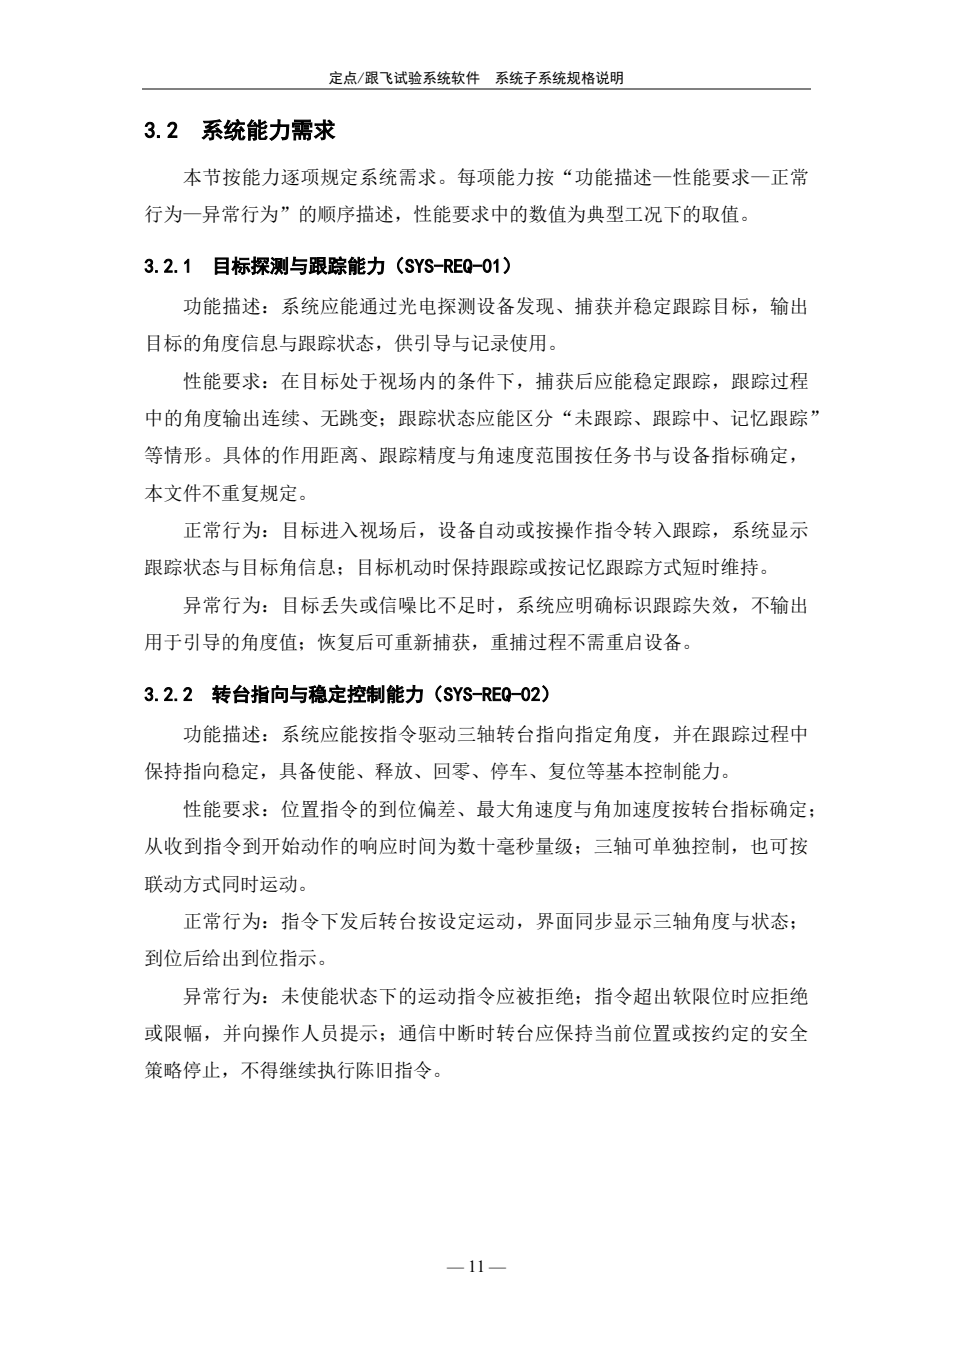 定点/跟飞试验系统软件　系统子系统规格说明
3.2　系统能力需求
本节按能力逐项规定系统需求。每项能力按“功能描述—性能要求—正常
行为—异常行为”的顺序描述，性能要求中的数值为典型工况下的取值。
3.2.1　目标探测与跟踪能力（SYS-REQ-01）
功能描述：系统应能通过光电探测设备发现、捕获并稳定跟踪目标，输出
目标的角度信息与跟踪状态，供引导与记录使用。
性能要求：在目标处于视场内的条件下，捕获后应能稳定跟踪，跟踪过程
中的角度输出连续、无跳变；跟踪状态应能区分“未跟踪、跟踪中、记忆跟踪”
等情形。具体的作用距离、跟踪精度与角速度范围按任务书与设备指标确定，
本文件不重复规定。
正常行为：目标进入视场后，设备自动或按操作指令转入跟踪，系统显示
跟踪状态与目标角信息；目标机动时保持跟踪或按记忆跟踪方式短时维持。
异常行为：目标丢失或信噪比不足时，系统应明确标识跟踪失效，不输出
用于引导的角度值；恢复后可重新捕获，重捕过程不需重启设备。
3.2.2　转台指向与稳定控制能力（SYS-REQ-02）
功能描述：系统应能按指令驱动三轴转台指向指定角度，并在跟踪过程中
保持指向稳定，具备使能、释放、回零、停车、复位等基本控制能力。
性能要求：位置指令的到位偏差、最大角速度与角加速度按转台指标确定；
从收到指令到开始动作的响应时间为数十毫秒量级；三轴可单独控制，也可按
联动方式同时运动。
正常行为：指令下发后转台按设定运动，界面同步显示三轴角度与状态；
到位后给出到位指示。
异常行为：未使能状态下的运动指令应被拒绝；指令超出软限位时应拒绝
或限幅，并向操作人员提示；通信中断时转台应保持当前位置或按约定的安全
策略停止，不得继续执行陈旧指令。
— 11 —